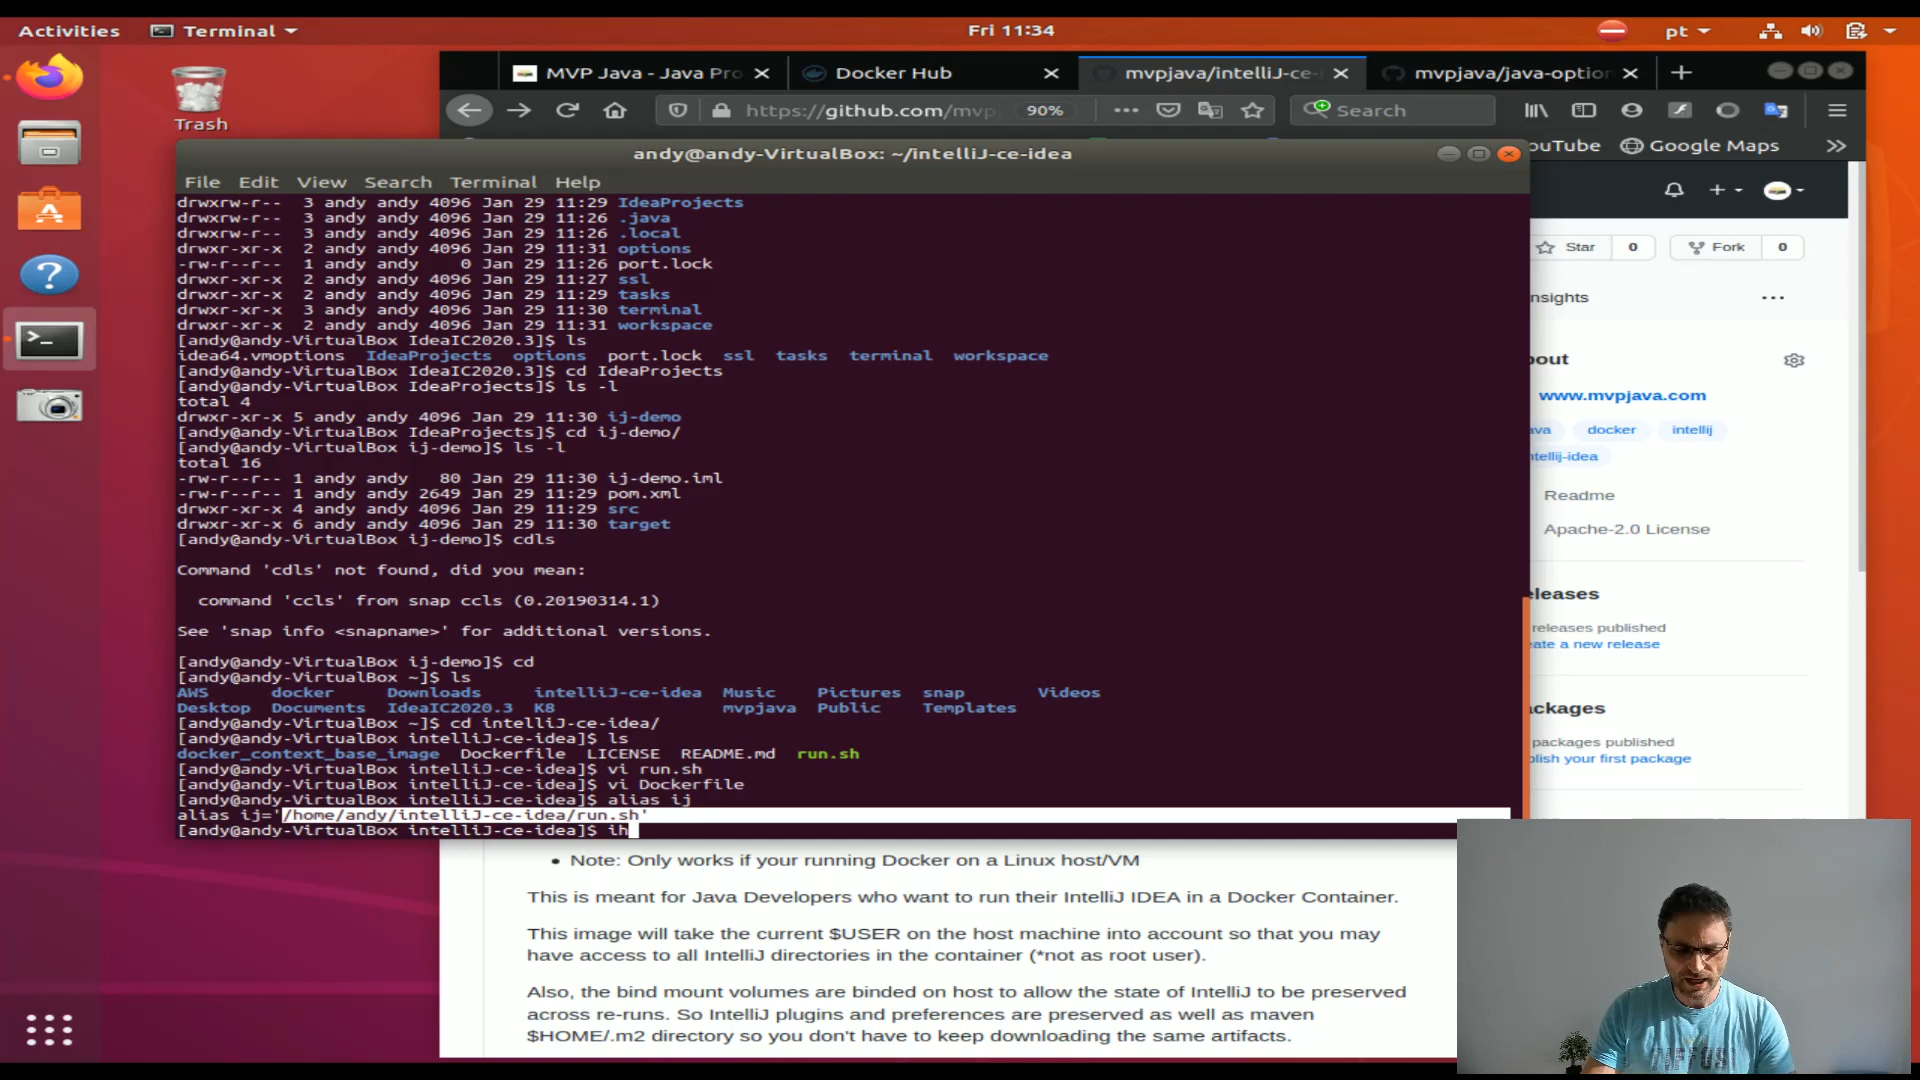 Activities
Terminal
Fri 11:34
pt
Trash
MVP Java - Java Pro
Docker Hub
mvpjava/intelliJ-ce-
mvpjava/java-option
https://github.com/mvp
90%
Search
ouTube
Google Maps
andy@andy-VirtualBox: ~/intelliJ-ce-idea
File Edit View Search Terminal Help
drwxrw-r-- 3 andy andy 4096 Jan 29 11:29 IdeaProjects
drwxrw-r-- 3 andy andy 4096 Jan 29 11:26 .java
drwxrw-r-- 3 andy andy 4096 Jan 29 11:26 .local
drwxr-xr-x 2 andy andy 4096 Jan 29 11:31 options
-rw-r--r-- 1 andy andy 0 Jan 29 11:26 port.lock
drwxr-xr-x 2 andy andy 4096 Jan 29 11:27 ssl
drwxr-xr-x 2 andy andy 4096 Jan 29 11:29 tasks
drwxr-xr-x 3 andy andy 4096 Jan 29 11:30 terminal
drwxr-xr-x 2 andy andy 4096 Jan 29 11:31 workspace
[andy@andy-VirtualBox IdeaIC2020.3]$ ls
idea64.vmoptions IdeaProjects options port.lock ssl tasks terminal workspace
[andy@andy-VirtualBox IdeaIC2020.3]$ cd IdeaProjects
[andy@andy-VirtualBox IdeaProjects]$ ls -l
total 4
drwxr-xr-x 5 andy andy 4096 Jan 29 11:30 ij-demo
[andy@andy-VirtualBox IdeaProjects]$ cd ij-demo/
[andy@andy-VirtualBox ij-demo]$ ls -l
total 16
-rw-r--r-- 1 andy andy 80 Jan 29 11:30 ij-demo.iml
-rw-r--r-- 1 andy andy 2649 Jan 29 11:29 pom.xml
drwxr-xr-x 4 andy andy 4096 Jan 29 11:29 src
drwxr-xr-x 6 andy andy 4096 Jan 29 11:30 target
[andy@andy-VirtualBox ij-demo]$ cdls
Command 'cdls' not found, did you mean:
command 'ccls' from snap ccls (0.20190314.1)
See 'snap info <snapname>' for additional versions.
[andy@andy-VirtualBox ij-demo]$ cd
[andy@andy-VirtualBox ~]$ ls
AWS docker Downloads intelliJ-ce-idea Music Pictures snap Videos
Desktop Documents IdeaIC2020.3 K8 mvpjava Public Templates
[andy@andy-VirtualBox ~]$ cd intelliJ-ce-idea/
[andy@andy-VirtualBox intelliJ-ce-idea]$ ls
docker_context_base_image Dockerfile LICENSE README.md run.sh
[andy@andy-VirtualBox intelliJ-ce-idea]$ vi run.sh
[andy@andy-VirtualBox intelliJ-ce-idea]$ vi Dockerfile
[andy@andy-VirtualBox intelliJ-ce-idea]$ alias ij
alias ij='/home/andy/intelliJ-ce-idea/run.sh'
[andy@andy-VirtualBox intelliJ-ce-idea]$ ih
Star 0
Fork 0
nsights
bout
www.mvpjava.com
ava docker intellij
ntellij-idea
Readme
Apache-2.0 License
eleases
releases published
ate a new release
ackages
packages published
blish your first package
• Note: Only works if your running Docker on a Linux host/VM
This is meant for Java Developers who want to run their IntelliJ IDEA in a Docker Container.
This image will take the current $USER on the host machine into account so that you may
have access to all IntelliJ directories in the container (*not as root user).
Also, the bind mount volumes are binded on host to allow the state of IntelliJ to be preserved
across re-runs. So IntelliJ plugins and preferences are preserved as well as maven
$HOME/.m2 directory so you don't have to keep downloading the same artifacts.